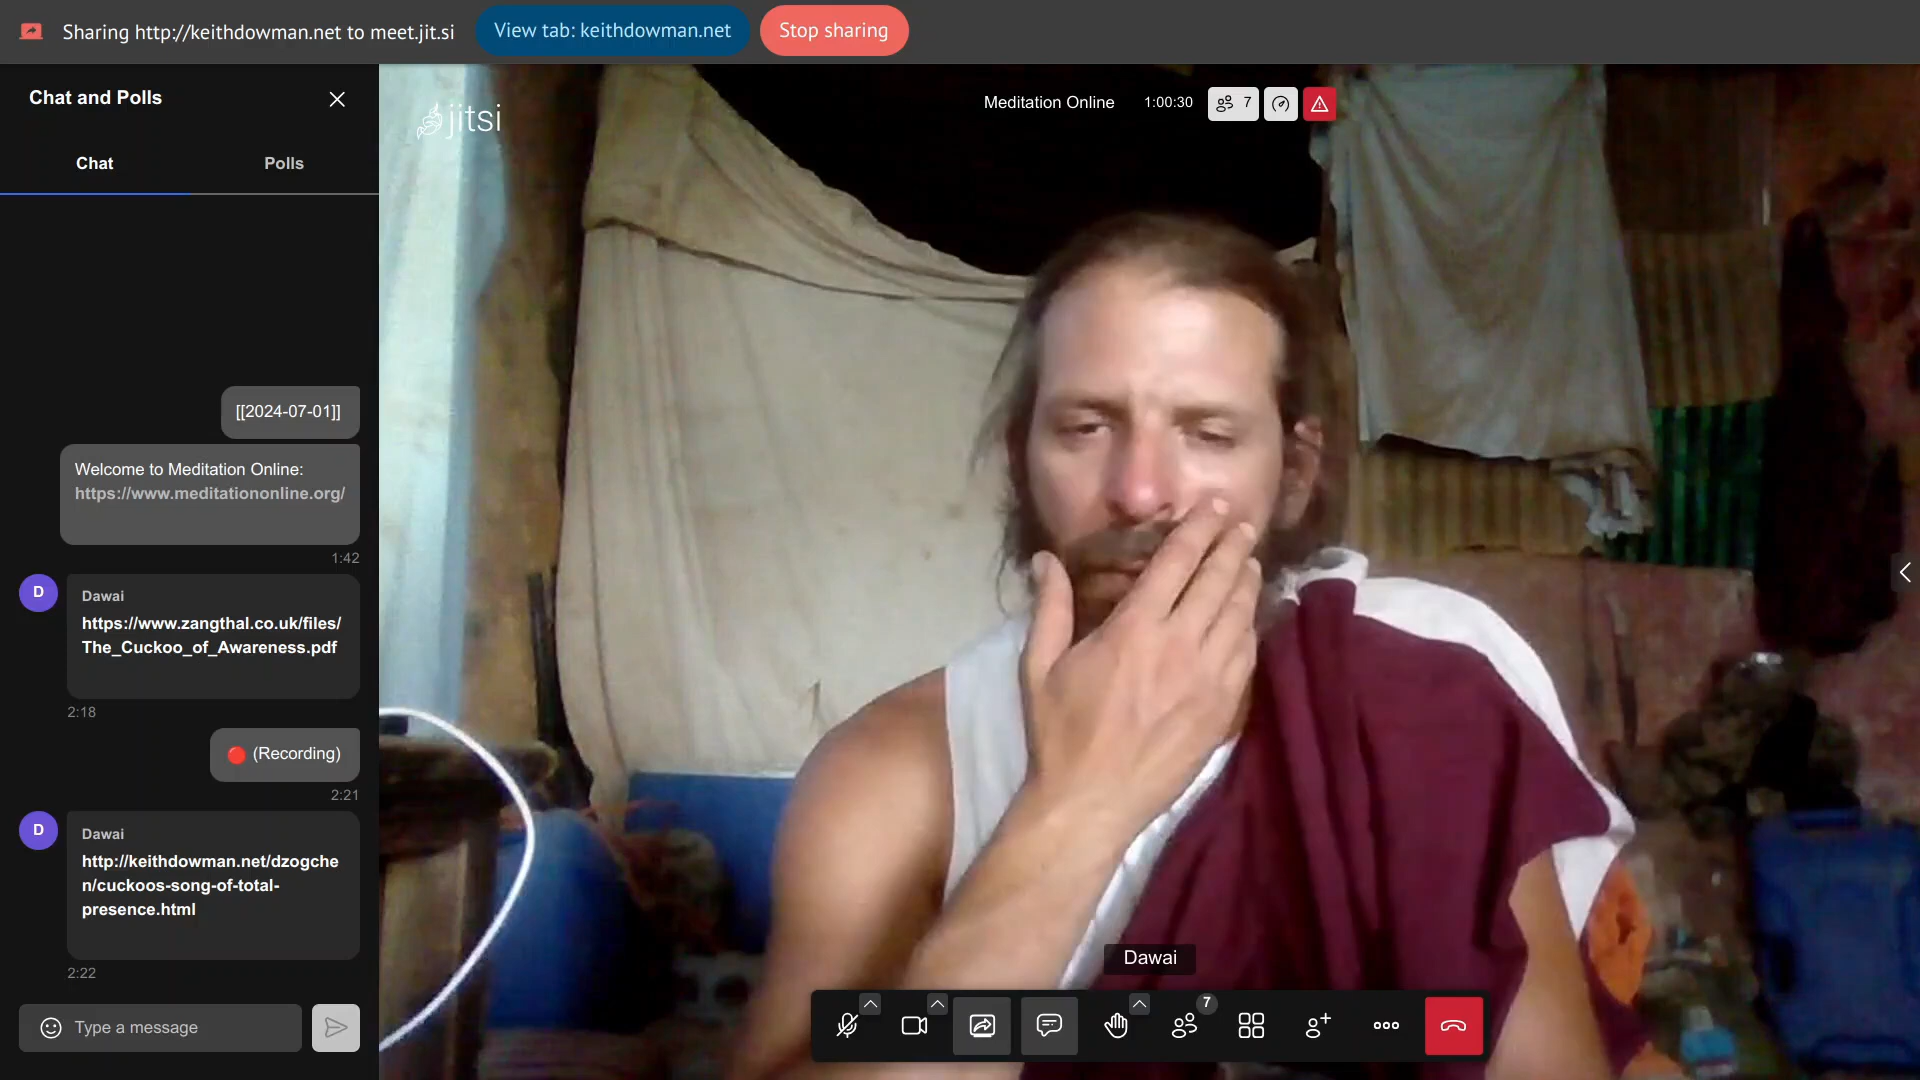 Sharing http://keithdowman.net to meet.jit.si
View tab: keithdowman.net
Stop sharing
Chat and Polls
Chat
Polls
[[2024-07-01]]
Welcome to Meditation Online:
https://www.meditationonline.org/
1:42
D
Dawai
https://www.zangthal.co.uk/files/
The_Cuckoo_of_Awareness.pdf
2:18
(Recording)
2:21
D
Dawai
http://keithdowman.net/dzogche
n/cuckoos-song-of-total-
presence.html
2:22
Type a message
jitsi
Meditation Online
1:00:30
7
Dawai
7